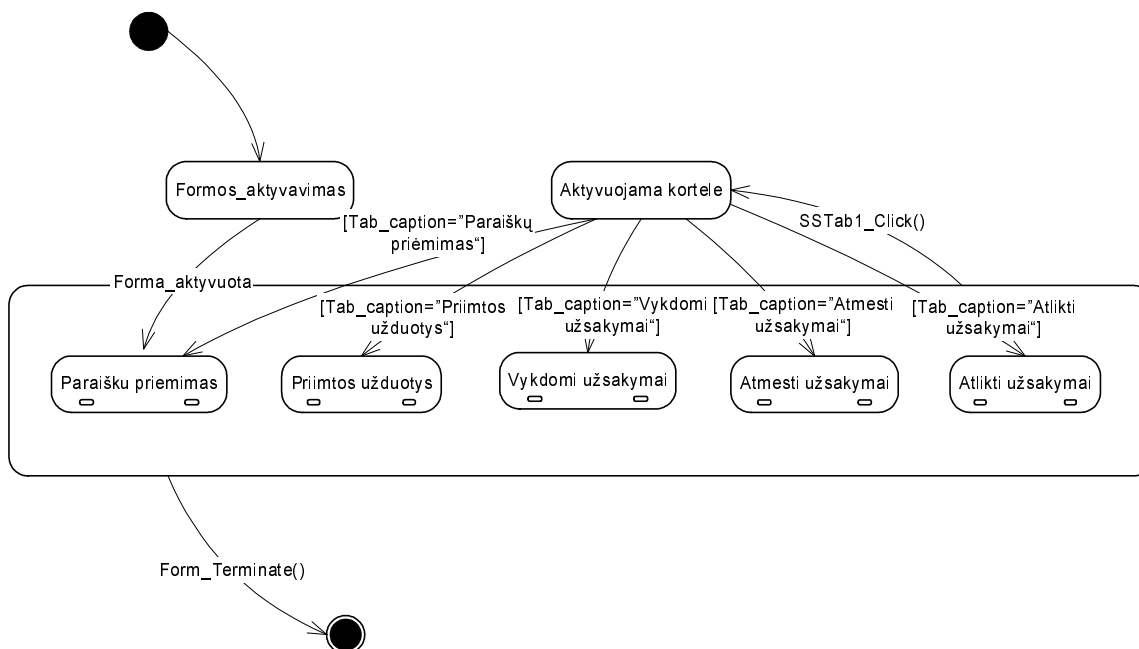 Formos_aktyvavimas
Aktyvuojama kortele
[Tab_caption=”Paraiškų
priėmimas“]
SSTab1_Click()
Forma_aktyvuota
[Tab_caption=”Priimtos
užduotys“]
[Tab_caption=”Vykdomi
užsakymai“]
[Tab_caption=”Atmesti
užsakymai“]
[Tab_caption=”Atlikti
užsakymai“]
Paraišku priemimas
Priimtos užduotys
Vykdomi užsakymai
Atmesti užsakymai
Atlikti užsakymai
Form_Terminate()